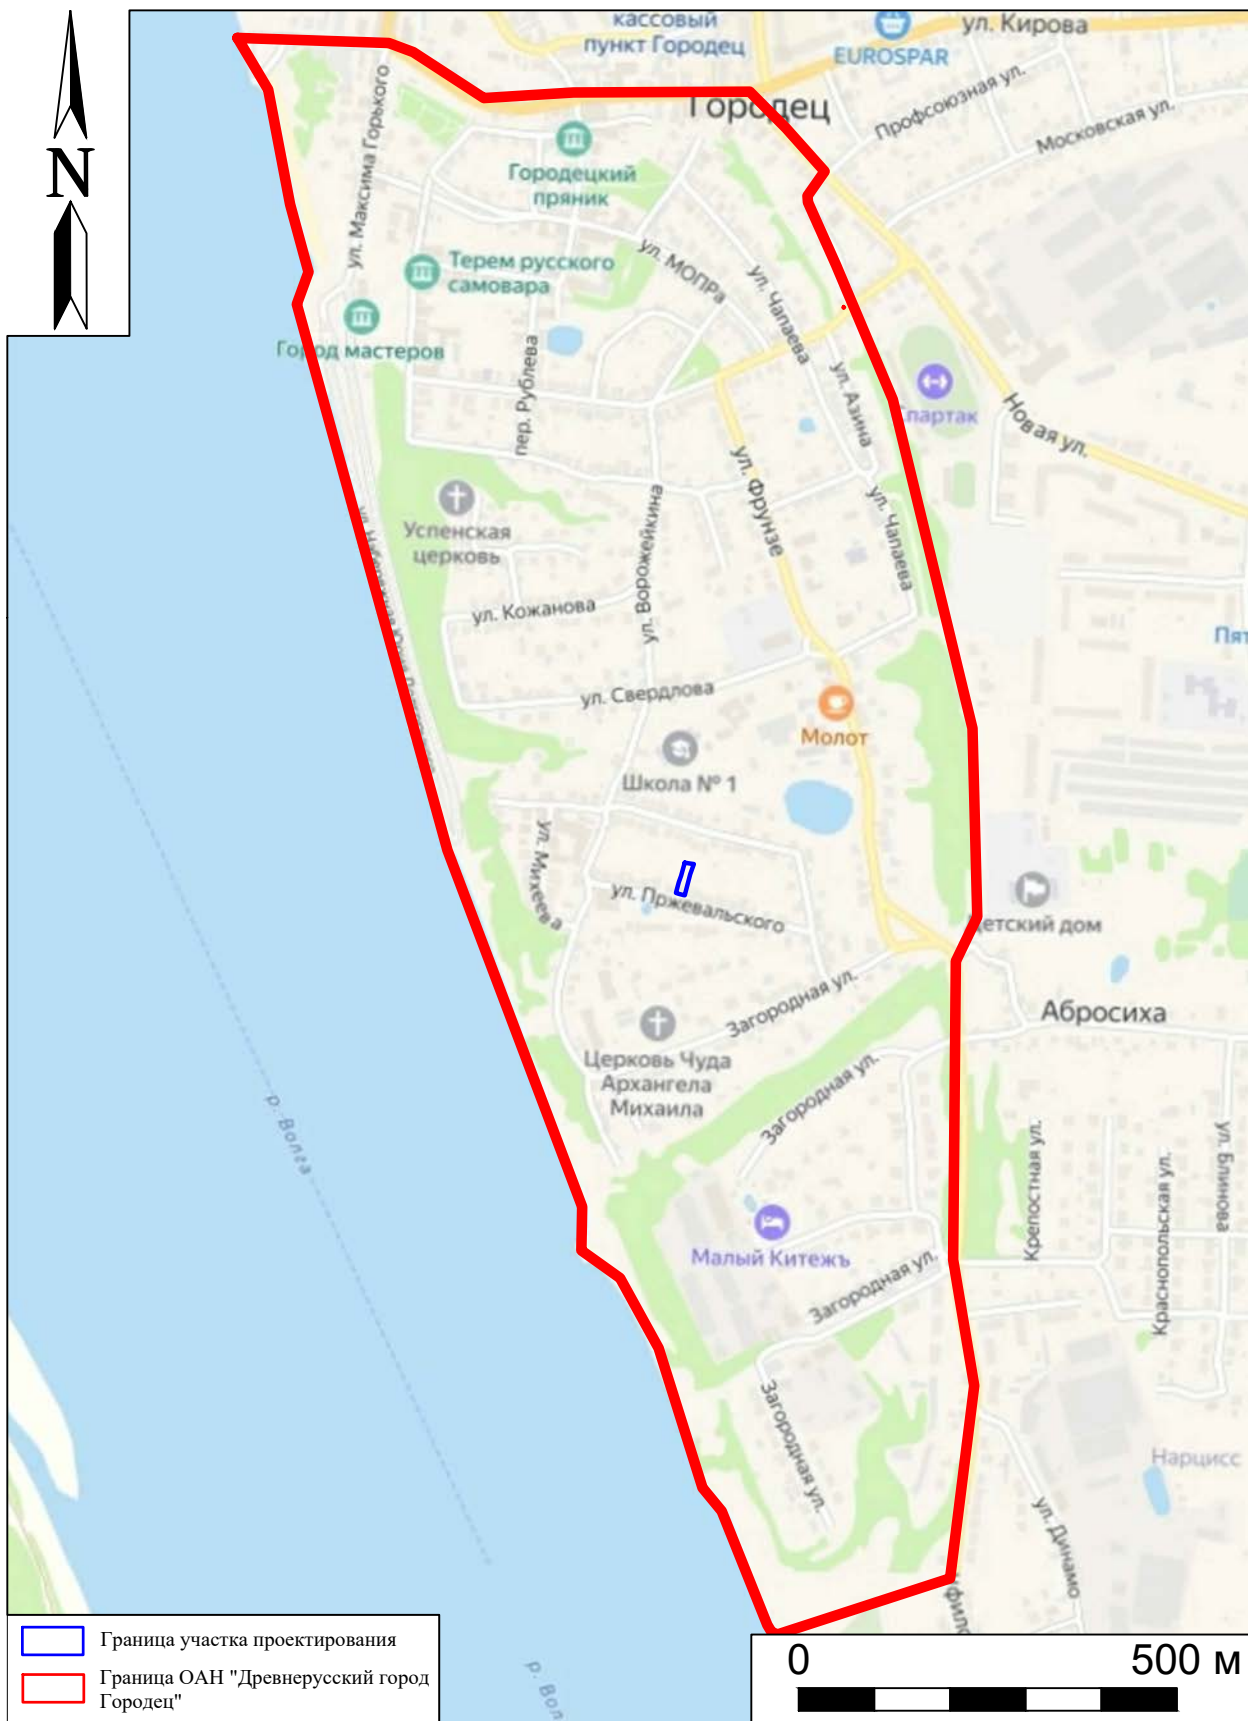 кассовый
пункт Городец
EUROSPAR
ул. Кирова
Городец
Профсоюзная ул.
Московская ул.
N
ул. Максима Горького
Городецкий
пряник
Терем русского
самовара
ул. МОПРа
ул. Чапаева
Город мастеров
пер. Рублева
ул. Азина
Спартак
Новая ул.
ул. Фрунзе
Успенская
церковь
ул. Ворожейкина
ул. Чапаева
ул. Кожанова
Пят
ул. Свердлова
Молот
Школа № 1
ул. Михеева
ул. Пржевальского
Детский дом
Загородная ул.
Абросиха
Церковь Чуда
Архангела
Михаила
Загородная ул.
р. Волга
Крепостная ул.
Краснопольская ул.
ул. Блинова
Малый Китежъ
Загородная ул.
Загородная ул.
Нарцисс
ул. Динамо
Граница участка проектирования
Граница ОАН "Древнерусский город
Городец"
р. Вол
0 500 м